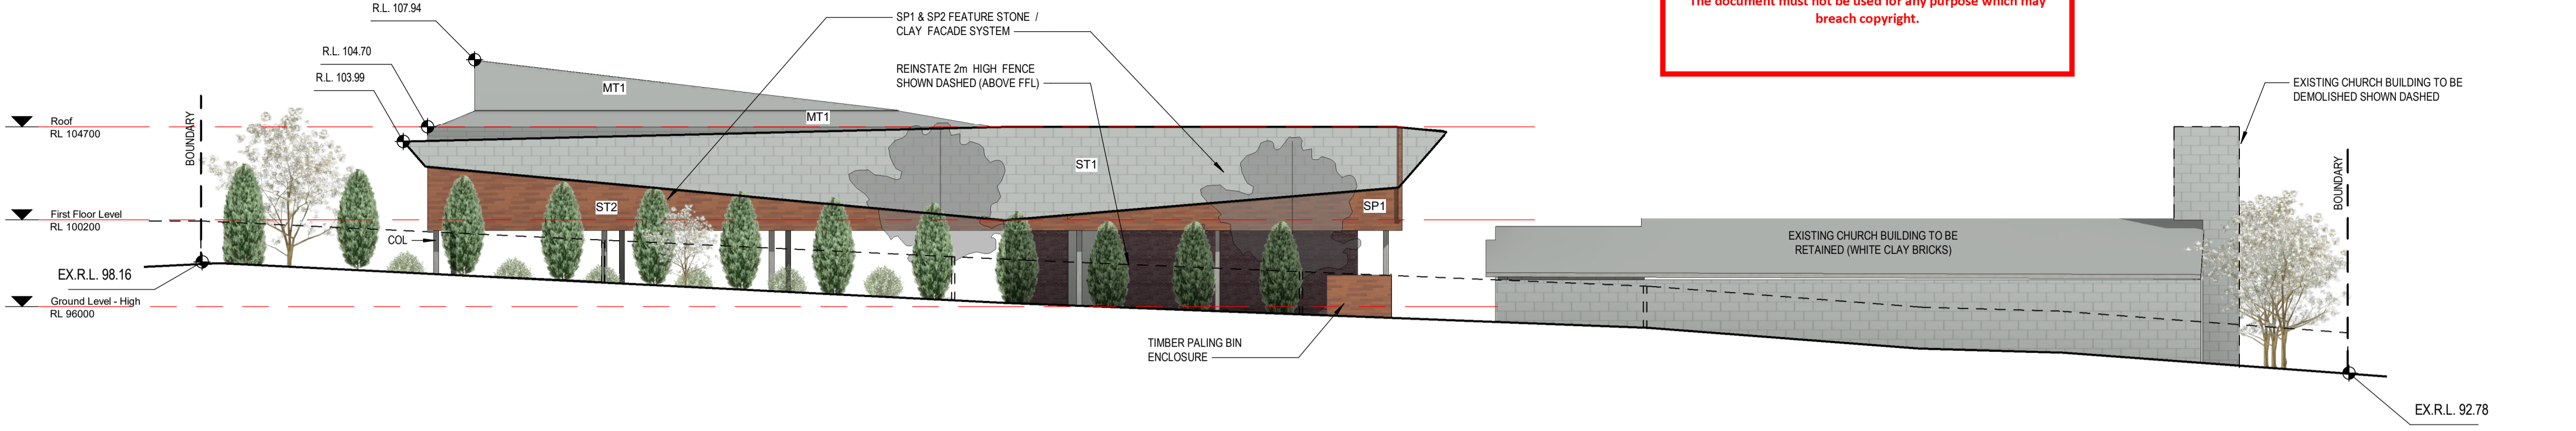 The document must not be used for any purpose which may
breach copyright.
R.L. 107.94
R.L. 104.70
R.L. 103.99
SP1 & SP2 FEATURE STONE /
CLAY FACADE SYSTEM
REINSTATE 2m HIGH FENCE
SHOWN DASHED (ABOVE FFL)
EXISTING CHURCH BUILDING TO BE
DEMOLISHED SHOWN DASHED
MT1
MT1
Roof
RL 104700
BOUNDARY
ST1
BOUNDARY
ST2
SP1
First Floor Level
RL 100200
COL
EXISTING CHURCH BUILDING TO BE
RETAINED (WHITE CLAY BRICKS)
EX.R.L. 98.16
Ground Level - High
RL 96000
TIMBER PALING BIN
ENCLOSURE
EX.R.L. 92.78